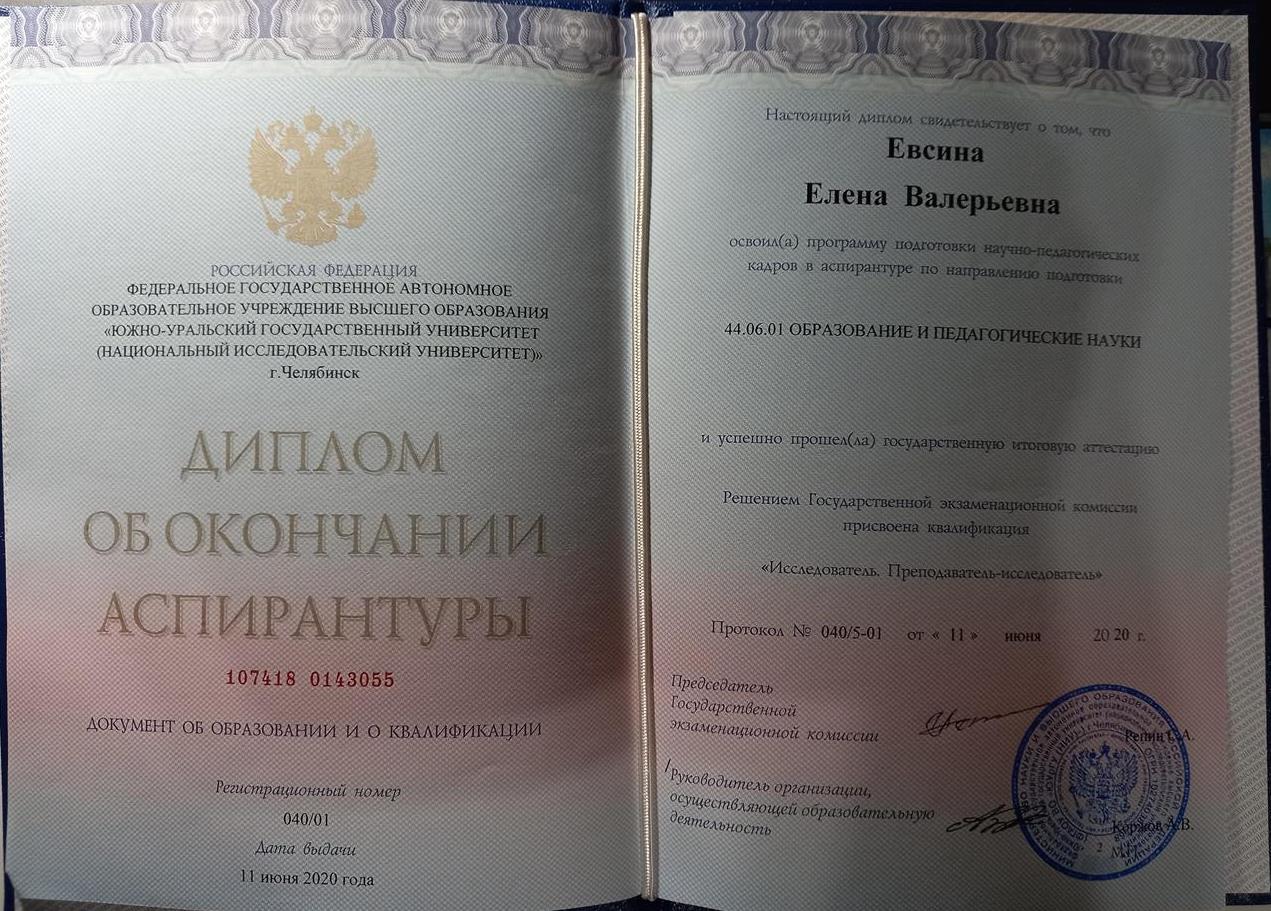 РОССИЙСКАЯ ФЕДЕРАЦИЯ
ФЕДЕРАЛЬНОЕ ГОСУДАРСТВЕННОЕ АВТОНОМНОЕ
ОБРАЗОВАТЕЛЬНОЕ УЧРЕЖДЕНИЕ ВЫСШЕГО ОБРАЗОВАНИЯ
«ЮЖНО-УРАЛЬСКИЙ ГОСУДАРСТВЕННЫЙ УНИВЕРСИТЕТ
(НАЦИОНАЛЬНЫЙ ИССЛЕДОВАТЕЛЬСКИЙ УНИВЕРСИТЕТ)»
г.Челябинск
ДИПЛОМ
ОБ ОКОНЧАНИИ
АСПИРАНТУРЫ
107418 0143055
ДОКУМЕНТ ОБ ОБРАЗОВАНИИ И О КВАЛИФИКАЦИИ
Регистрационный номер
040/01
Дата выдачи
11 июня 2020 года
Настоящий диплом свидетельствует о том, что
Евсина
Елена Валерьевна
освоил(а) программу подготовки научно-педагогических
кадров в аспирантуре по направлению подготовки
44.06.01 ОБРАЗОВАНИЕ И ПЕДАГОГИЧЕСКИЕ НАУКИ
и успешно прошел(ла) государственную итоговую аттестацию
Решением Государственной экзаменационной комиссии
присвоена квалификация
«Исследователь. Преподаватель-исследователь»
Протокол № 040/5-01 от « 11 » июня 2020 г.
Председатель
Государственной
экзаменационной комиссии
Репин С.А.
Руководитель организации,
осуществляющей образовательную
деятельность
Коржов А.В.